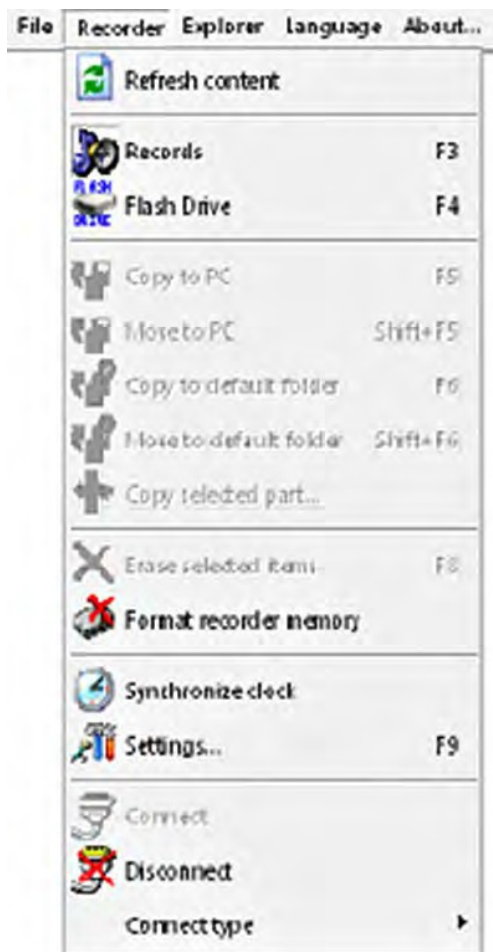 File Recorder Explorer Language About...
Refresh content
Records F3
FLASH
Flash Drive F4
DRIVE
Copy to PC F5
Move to PC Shift+F5
Copy to default folder F6
Move to default folder Shift+F6
Copy selected part...
Erase selected items F8
Format recorder memory
Synchronize clock
Settings... F9
Connect
Disconnect
Connect type